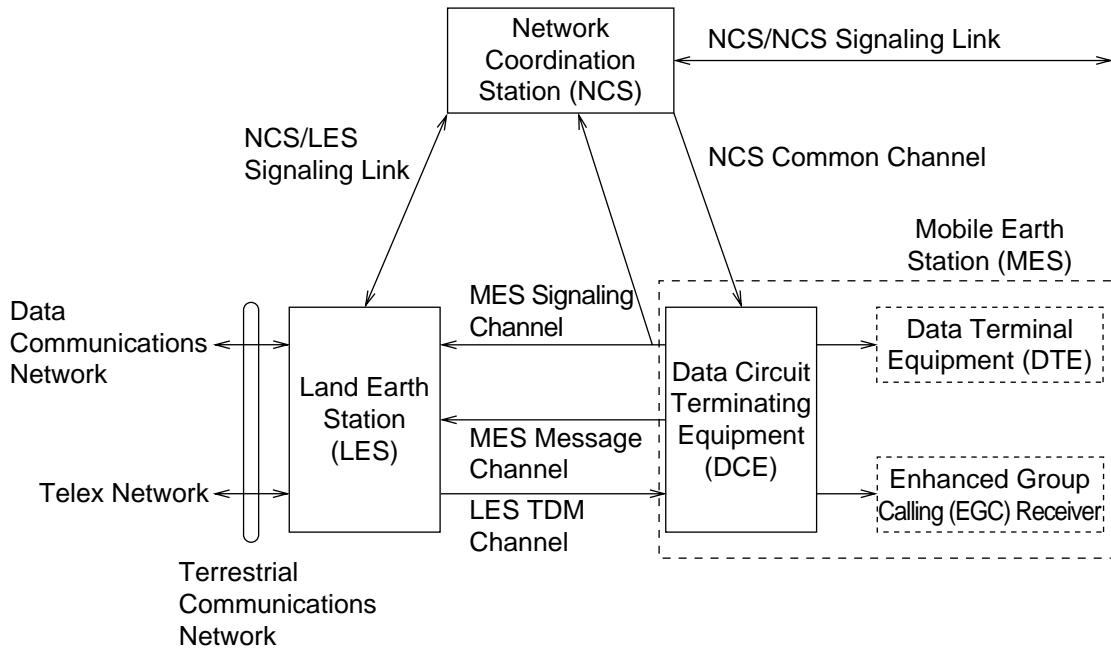 Network
Coordination
Station (NCS)
NCS/NCS Signaling Link
NCS/LES
Signaling Link
NCS Common Channel
Mobile Earth
Station (MES)
Data
Communications
Network
MES Signaling
Channel
Data Terminal
Equipment (DTE)
Land Earth
Station
(LES)
Data Circuit
Terminating
Equipment
(DCE)
MES Message
Channel
Telex Network
LES TDM
Channel
Enhanced Group
Calling (EGC) Receiver
Terrestrial
Communications
Network